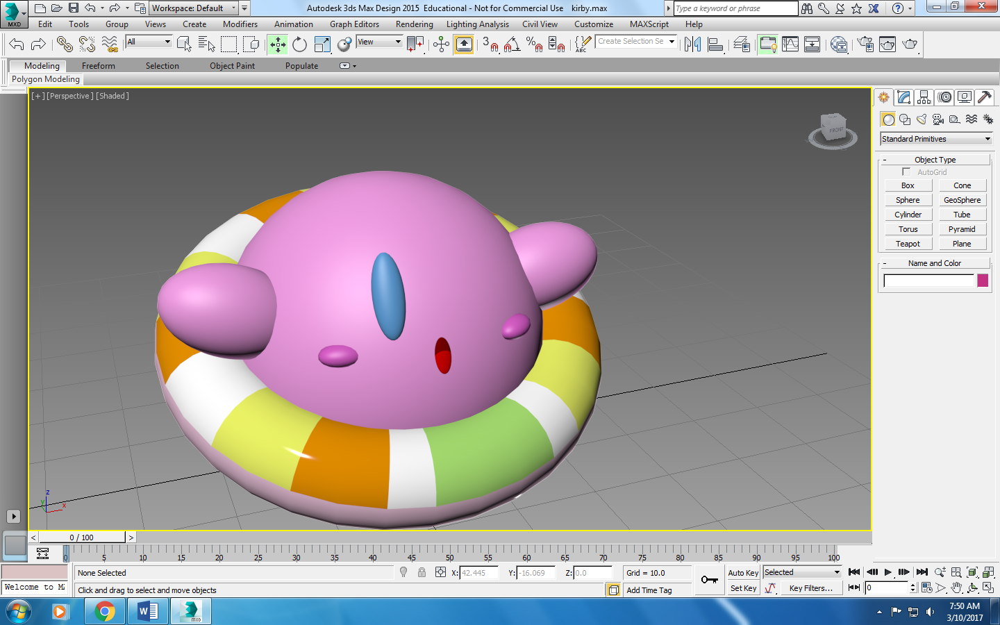 Workspace: Default
Autodesk 3ds Max Design 2015 Educational - Not for Commercial Use kirby.max
Type a keyword or phrase
MXD
Edit Tools Group Views Create Modifiers Animation Graph Editors Rendering Lighting Analysis Civil View Customize MAXScript Help
All
View
3
%
ABC
Create Selection Se
Modeling Freeform Selection Object Paint Populate
Polygon Modeling
[+] [Perspective ] [Shaded ]
FRONT
Standard Primitives
- Object Type
AutoGrid
Box Cone
Sphere GeoSphere
Cylinder Tube
Torus Pyramid
Teapot Plane
- Name and Color
z
y
x
< 0 / 100 >
0 5 10 15 20 25 30 35 40 45 50 55 60 65 70 75 80 85 90 95 100
None Selected
X: 42.445 Y: -16.069 Z: 0.0
Grid = 10.0
Auto Key Selected
Welcome to MA
Click and drag to select and move objects
Add Time Tag
Set Key Key Filters...
0
MXD
7:50 AM
3/10/2017